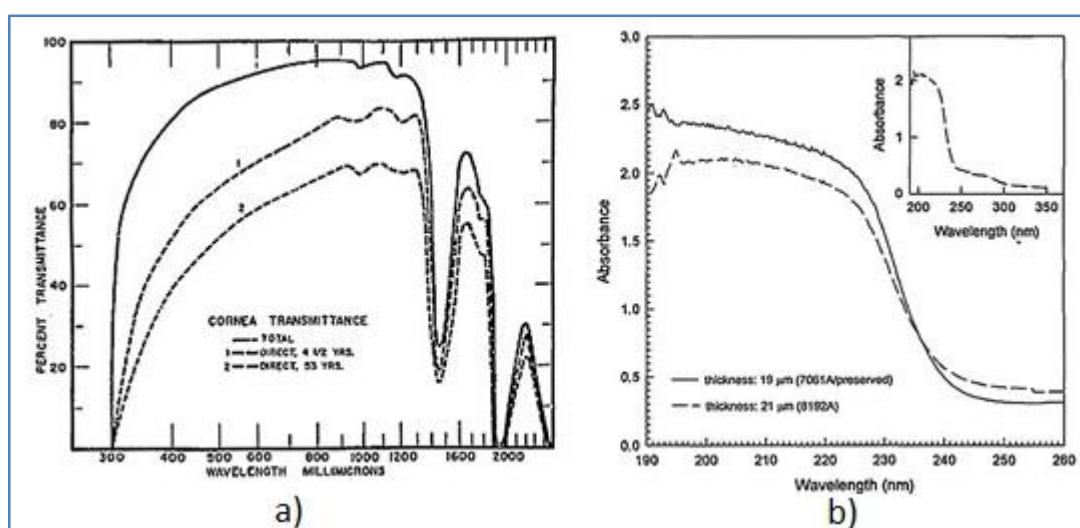 100
80
60
40
20
PERCENT TRANSMITTANCE
1
2
CORNEA TRANSMITTANCE
TOTAL
1 DIRECT, 4 1/2 YRS.
2 DIRECT, 53 YRS.
300 400 600 800 1000 1200 1600 2000
WAVELENGTH MILLIMICRONS
a)
3.0
2.5
2.0
1.5
1.0
0.5
0.0
Absorbance
2
1
0
Absorbance
200 250 300 350
Wavelength (nm)
thickness: 19 µm (7061A/preserved)
thickness: 21 µm (8192A)
190 200 210 220 230 240 250 260
Wavelength (nm)
b)